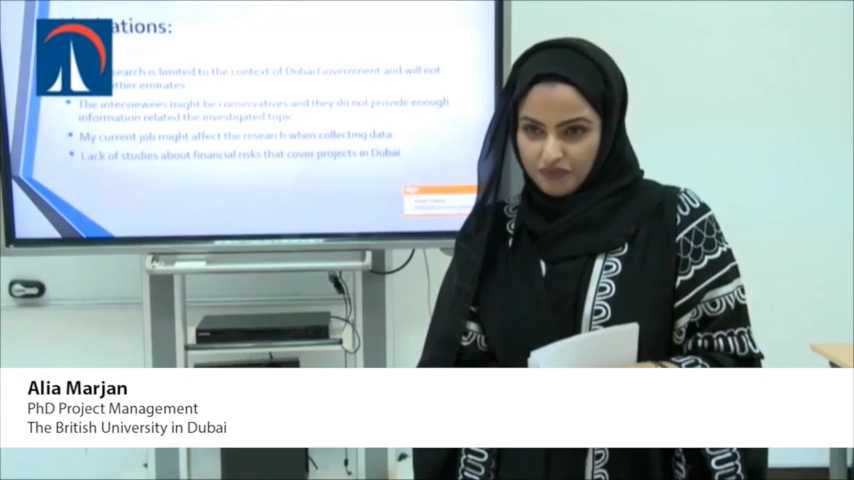 ations:
search is limited to the context of Dubai Government and will not
ther emirates
• The interviewees might be conservatives and they do not provide enough
information related the investigated topic
• My current job might affect the research when collecting data.
• Lack of studies about financial risks that cover projects in Dubai
Alia Marjan
PhD Project Management
The British University in Dubai